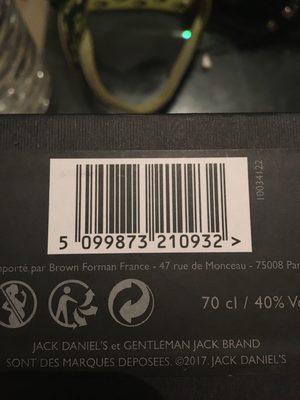 10034122
5 099873 210932 >
mporté par Brown Forman France - 47 rue de Monceau - 75008 Par
70 cl / 40% Vo
JACK DANIEL'S et GENTLEMAN JACK BRAND
SONT DES MARQUES DEPOSEES. ©2017. JACK DANIEL'S